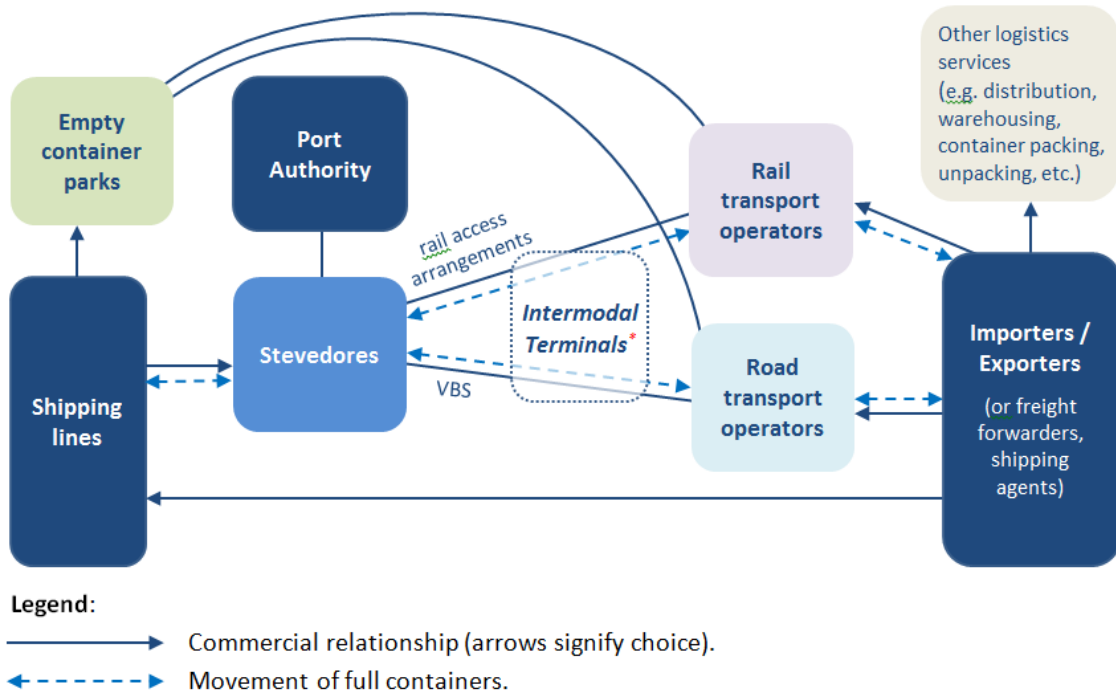 Other logistics
services
(e.g. distribution,
warehousing,
container packing,
unpacking, etc.)
Empty
container
parks
Port
Authority
Rail
transport
operators
rail access
arrangements
Intermodal
Terminals*
Importers /
Exporters
(or freight
forwarders,
shipping
agents)
Stevedores
VBS
Road
transport
operators
Shipping
lines
Legend:
Commercial relationship (arrows signify choice).
Movement of full containers.